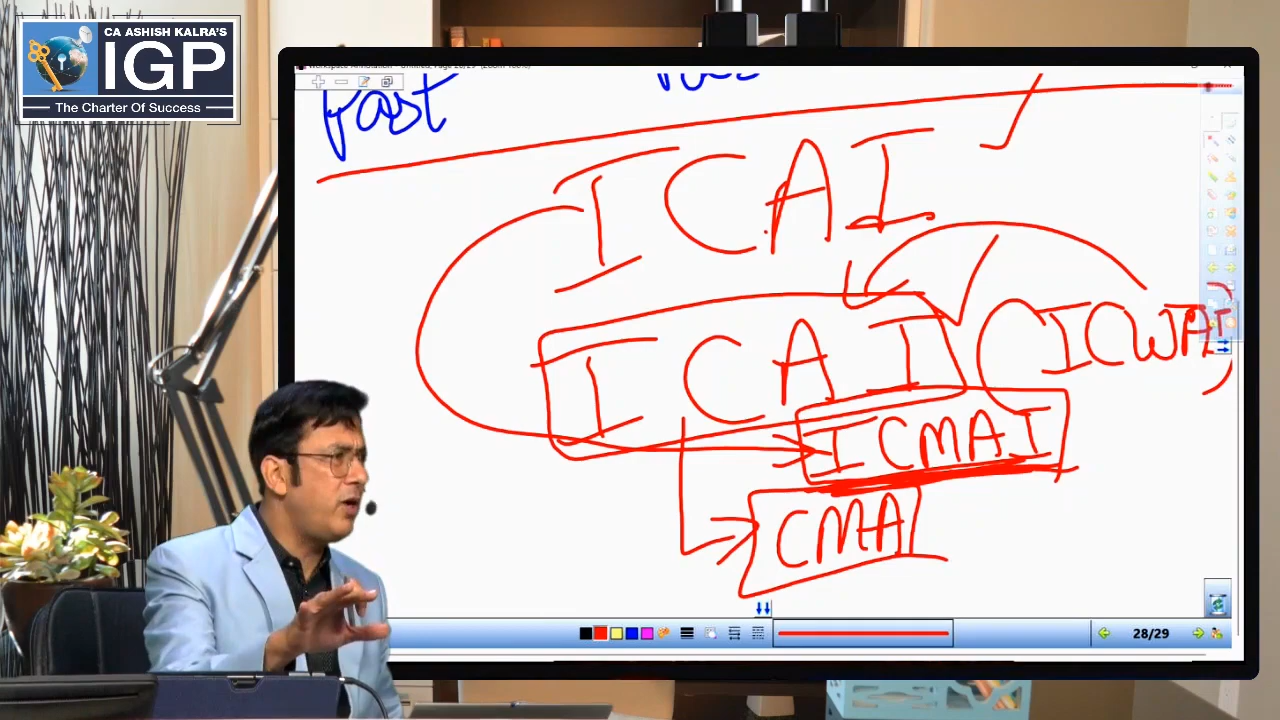 CA ASHISH KALRA'S
IGP
The Charter Of Success
fast
ICAI
ICAI (ICWAI)
ICMAI
CMA
28/29